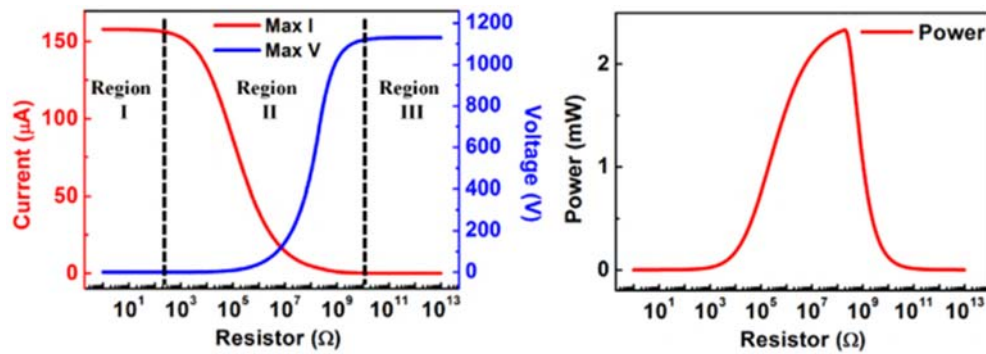 Max I
Max V
Region I
Region II
Region III
150
100
50
0
Current (μA)
1200
1000
800
600
400
200
0
Voltage (V)
10¹ 10³ 10⁵ 10⁷ 10⁹ 10¹¹ 10¹³
Resistor (Ω)
Power
2
1
0
Power (mW)
10¹ 10³ 10⁵ 10⁷ 10⁹ 10¹¹ 10¹³
Resistor (Ω)